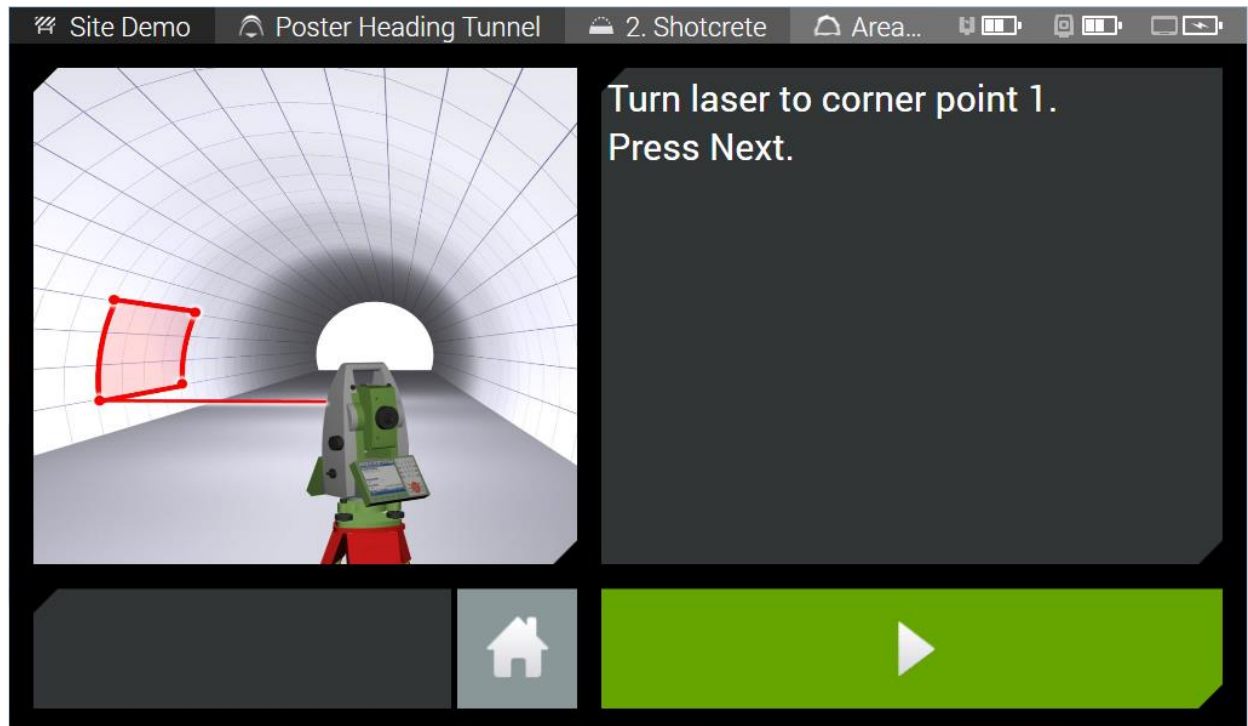 Site Demo
Poster Heading Tunnel
2. Shotcrete
Area...
Turn laser to corner point 1.
Press Next.